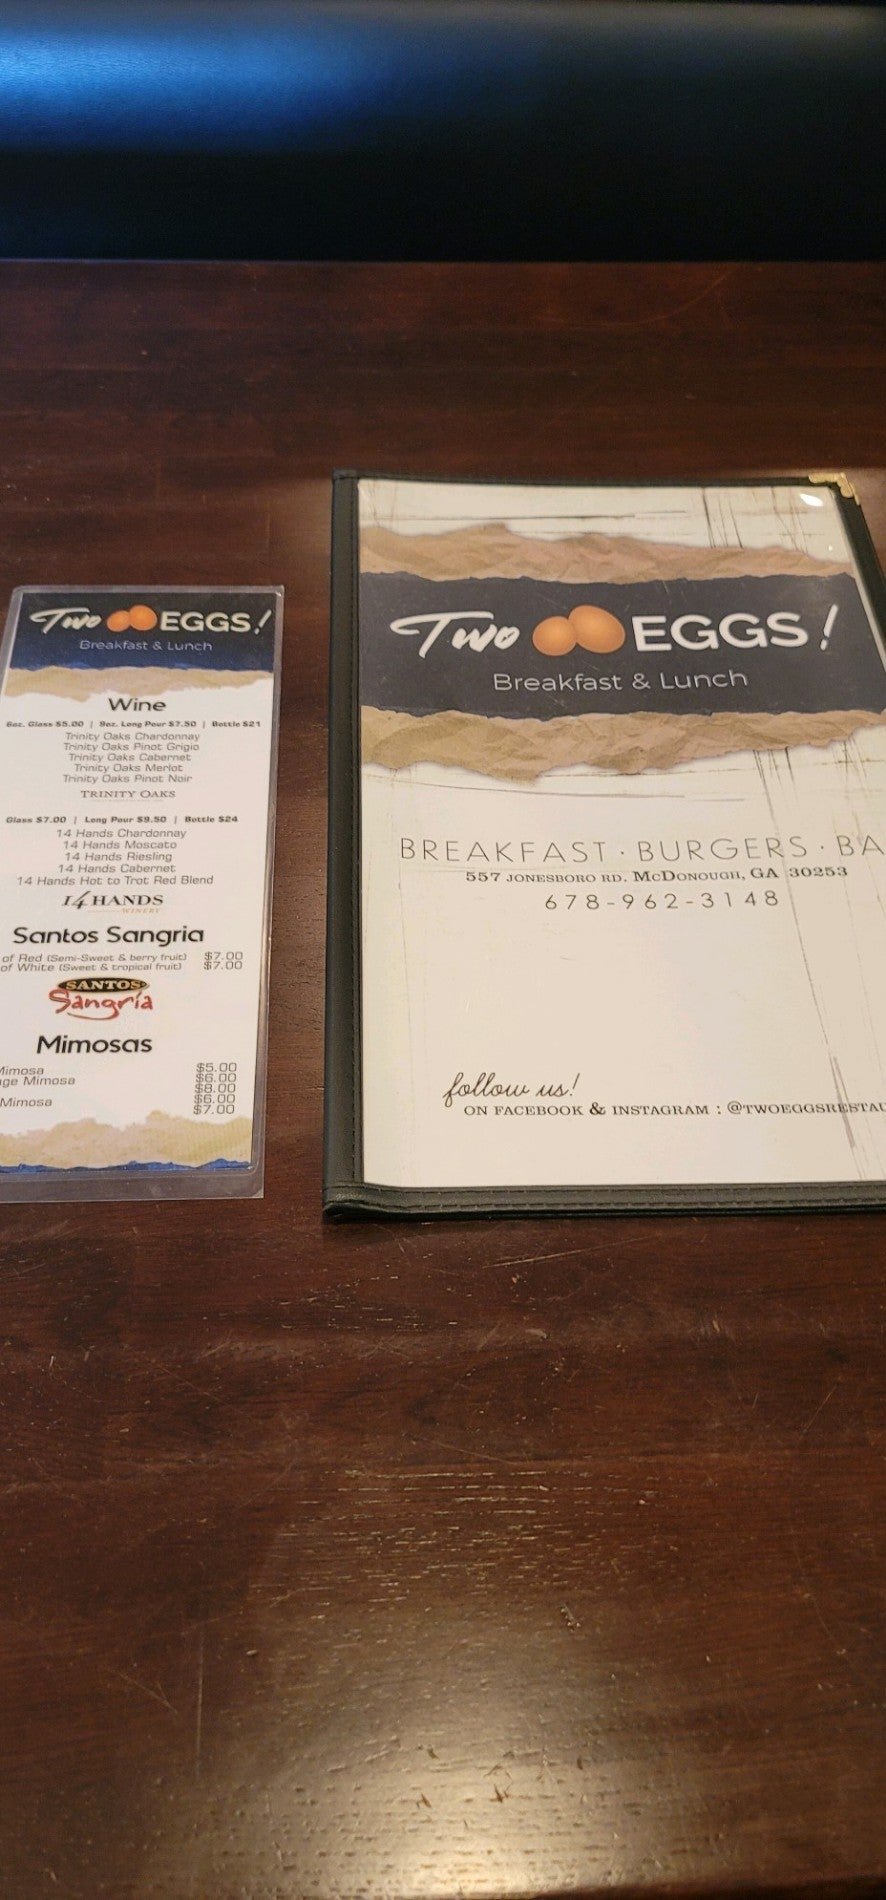 Two EGGS!
Breakfast & Lunch
Wine
6oz. Glass $5.00 | 9oz. Long Pour $7.50 | Bottle $21
Trinity Oaks Chardonnay
Trinity Oaks Pinot Grigio
Trinity Oaks Cabernet
Trinity Oaks Merlot
Trinity Oaks Pinot Noir
TRINITY OAKS
Glass $7.00 | Long Pour $9.50 | Bottle $24
14 Hands Chardonnay
14 Hands Moscato
14 Hands Riesling
14 Hands Cabernet
14 Hands Hot to Trot Red Blend
14 HANDS
WINERY
Santos Sangria
of Red (Semi-Sweet & berry fruit) $7.00
of White (Sweet & tropical fruit) $7.00
SANTOS
Sangria
Mimosas
Mimosa $5.00
ge Mimosa $6.00
$8.00
Mimosa $6.00
$7.00
Two EGGS!
Breakfast & Lunch
BREAKFAST · BURGERS · BA
557 JONESBORO RD. MCDONOUGH, GA 30253
678-962-3148
follow us!
ON FACEBOOK & INSTAGRAM : @TWOEGGSRESTAU